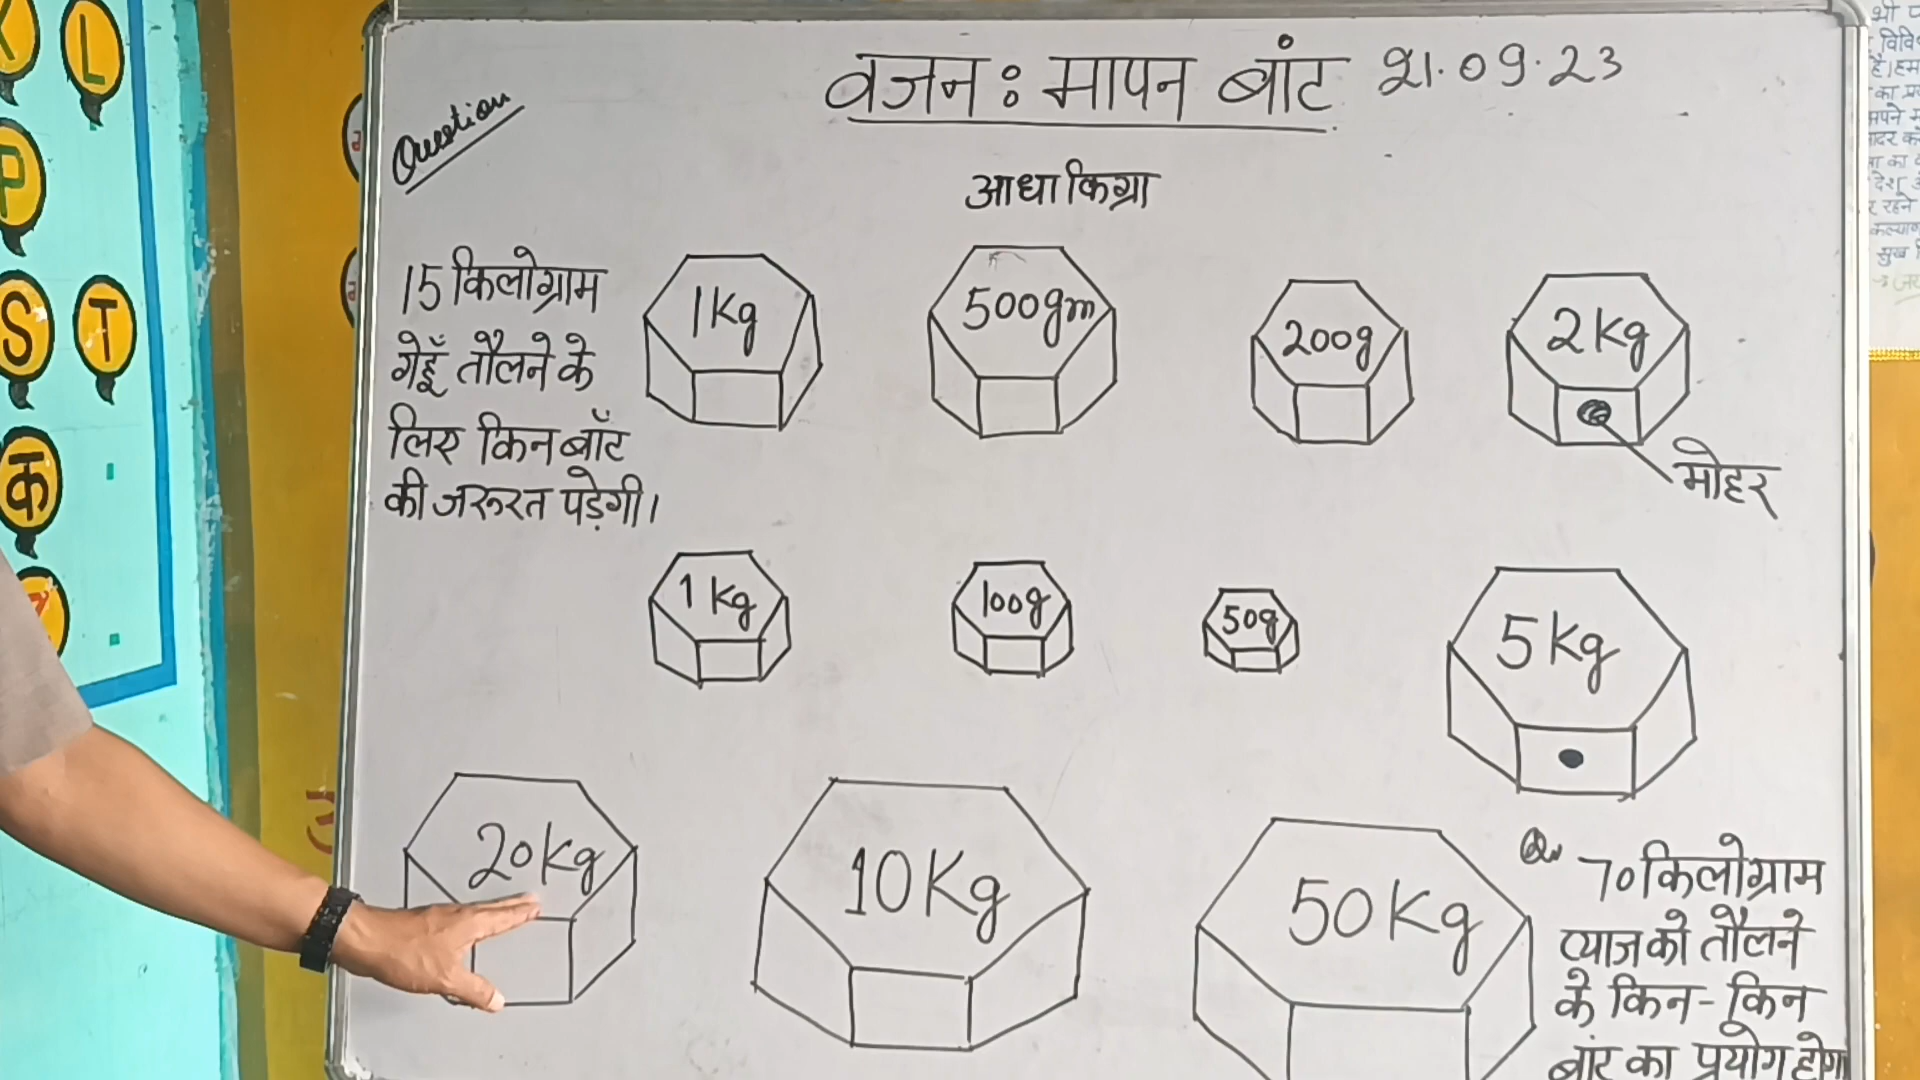 वजन : मापन बांट 21.09.23
Question
आधा किग्रा
15 किलोग्राम
गेहूँ तौलने के
लिए किन बाँट
की जरूरत पड़ेगी।
1Kg
500gm
200g
2Kg
मोहर
1 Kg
100g
50g
5Kg
20Kg
10Kg
50Kg
70 किलोग्राम
प्याज को तौलने
के किन-किन
बांट का प्रयोग होगा
L
P
S
T
क